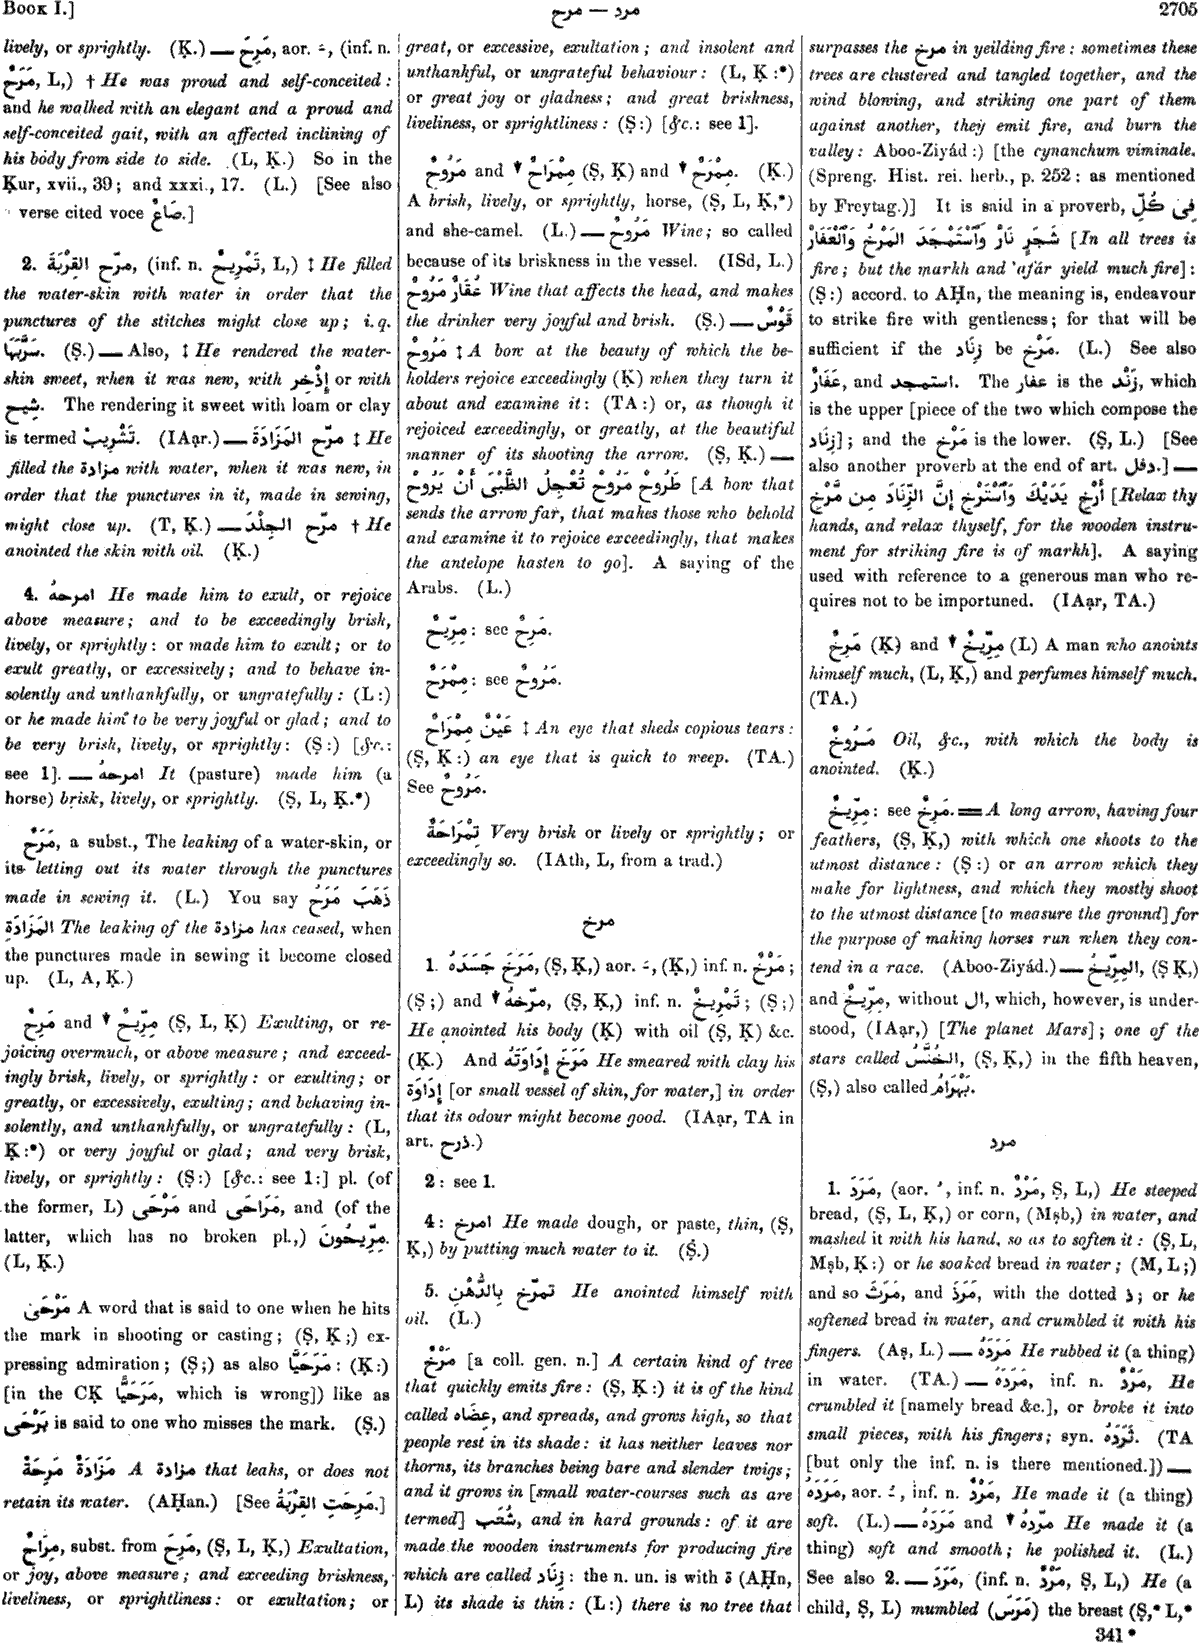 BOOK I.]
مرح — مرد
2705
lively, or sprightly. (Ḳ.) — مَرِحَ, aor. ـَ, (inf. n.
مَرَحٌ, L,) † He was proud and self-conceited:
and he walked with an elegant and a proud and
self-conceited gait, with an affected inclining of
his body from side to side. (L, Ḳ.) So in the
Ḳur, xvii., 39; and xxxi., 17. (L.) [See also
verse cited voce صَاعٌ.]
2. مرّح القِرْبَةَ, (inf. n. تَمْرِيحٌ, L,) ‡ He filled
the water-skin with water in order that the
punctures of the stitches might close up; i. q.
سَرَّبَهَا. (Ṣ.) — Also, ‡ He rendered the water-
skin sweet, when it was new, with إِذْخِر or with
شِيح. The rendering it sweet with loam or clay
is termed تَشْرِيبٌ. (IAạr.) — مرّح المَزَادَةَ ‡ He
filled the مزادة with water, when it was new, in
order that the punctures in it, made in sewing,
might close up. (T, Ḳ.) — مرّح الجِلْدَ † He
anointed the skin with oil. (Ḳ.)
4. امرحهُ He made him to exult, or rejoice
above measure; and to be exceedingly brisk,
lively, or sprightly: or made him to exult; or to
exult greatly, or excessively; and to behave in-
solently and unthankfully, or ungratefully: (L:)
or he made him to be very joyful or glad; and to
be very brisk, lively, or sprightly: (Ṣ:) [&c.:
see 1]. — امرحهُ It (pasture) made him (a
horse) brisk, lively, or sprightly. (Ṣ, L, Ḳ.*)
مَرَحٌ, a subst., The leaking of a water-skin, or
its letting out its water through the punctures
made in sewing it. (L.) You say ذَهَبَ مَرَحُ
المَزَادَةِ The leaking of the مزادة has ceased, when
the punctures made in sewing it become closed
up. (L, A, Ḳ.)
مَرِحٌ and ↓ مِرِّيحٌ (Ṣ, L, Ḳ) Exulting, or re-
joicing overmuch, or above measure; and exceed-
ingly brisk, lively, or sprightly: or exulting; or
greatly, or excessively, exulting; and behaving in-
solently, and unthankfully, or ungratefully: (L,
Ḳ:*) or very joyful or glad; and very brisk,
lively, or sprightly: (Ṣ:) [&c.: see 1:] pl. (of
the former, L) مَرْحَى and مَرَاحَى, and (of the
latter, which has no broken pl.,) مِرِّيحُونَ.
(L, Ḳ.)
مَرْحَى A word that is said to one when he hits
the mark in shooting or casting; (Ṣ, Ḳ;) ex-
pressing admiration; (Ṣ;) as also مَرَحَيَّا: (Ḳ:)
[in the CḲ مَرَحَيًّا, which is wrong]) like as
بَرْحَى is said to one who misses the mark. (Ṣ.)
مَزَادَةٌ مَرِحَةٌ A مزادة that leaks, or does not
retain its water. (AḤan.) [See مَرِحَتِ القِرْبَةُ.]
مِرَاحٌ, subst. from مَرِحَ, (Ṣ, L, Ḳ,) Exultation,
or joy, above measure; and exceeding briskness,
liveliness, or sprightliness: or exultation; or
great, or excessive, exultation; and insolent and
unthankful, or ungrateful behaviour: (L, Ḳ:*)
or great joy or gladness; and great briskness,
liveliness, or sprightliness: (Ṣ:) [&c.: see 1].
مَرُوحٌ and ↓ مِمْرَاحٌ (Ṣ, Ḳ) and ↓ مِمْرَحٌ. (Ḳ.)
A brisk, lively, or sprightly, horse, (Ṣ, L, Ḳ,*)
and she-camel. (L.) — مَرُوحٌ Wine; so called
because of its briskness in the vessel. (ISd, L.)
عُقَارٌ مَرُوحٌ Wine that affects the head, and makes
the drinker very joyful and brisk. (Ṣ.) — قَوْسٌ
مَرُوحٌ ‡ A bow at the beauty of which the be-
holders rejoice exceedingly (Ḳ) when they turn it
about and examine it: (TA:) or, as though it
rejoiced exceedingly, or greatly, at the beautiful
manner of its shooting the arrow. (Ṣ, Ḳ.) —
طَرُوحٌ مَرُوحٌ تُعْجِلُ الظَّبْىَ أَنْ يَرُوحْ [A bow that
sends the arrow far, that makes those who behold
and examine it to rejoice exceedingly, that makes
the antelope hasten to go]. A saying of the
Arabs. (L.)
مِرِّيحٌ: see مَرِحٌ.
مِمْرَحٌ: see مَرُوحٌ.
عَيْنٌ مِمْرَاحٌ ‡ An eye that sheds copious tears:
(Ṣ, Ḳ:) an eye that is quick to weep. (TA.)
See مَرُوحٌ.
تِمْرَاحَةٌ Very brisk or lively or sprightly; or
exceedingly so. (IAth, L, from a trad.)
مرخ
1. مَرَخَ جَسَدَهُ, (Ṣ, Ḳ,) aor. ـَ, (Ḳ,) inf. n. مَرْخٌ;
(Ṣ;) and ↓ مرّخهُ, (Ṣ, Ḳ,) inf. n. تَمْرِيخٌ; (Ṣ;)
He anointed his body (Ḳ) with oil (Ṣ, Ḳ) &c.
(Ḳ.) And مَرَخَ إِدَاوَتَهُ He smeared with clay his
إِدَاوَة [or small vessel of skin, for water,] in order
that its odour might become good. (IAạr, TA in
art. ذرح.)
2: see 1.
4: امرخ He made dough, or paste, thin, (Ṣ,
Ḳ,) by putting much water to it. (Ṣ.)
5. تمرّخ بِالدُّهْنِ He anointed himself with
oil. (L.)
مَرْخٌ [a coll. gen. n.] A certain kind of tree
that quickly emits fire: (Ṣ, Ḳ:) it is of the kind
called عِضَاه, and spreads, and grows high, so that
people rest in its shade: it has neither leaves nor
thorns, its branches being bare and slender twigs;
and it grows in [small water-courses such as are
termed] شُعَب, and in hard grounds: of it are
made the wooden instruments for producing fire
which are called زِنَاد: the n. un. is with ة (AḤn,
L) its shade is thin: (L:) there is no tree that
surpasses the مرخ in yeilding fire: sometimes these
trees are clustered and tangled together, and the
wind blowing, and striking one part of them
against another, they emit fire, and burn the
valley: Aboo-Ziyád:) [the cynanchum viminale.
(Spreng. Hist. rei. herb., p. 252: as mentioned
by Freytag.)] It is said in a proverb, فِى كُلِّ
شَجَرٍ نَارْ وَٱسْتَمْجَدَ المَرْخُ وَٱلْعَفَارْ [In all trees is
fire; but the markh and 'afár yield much fire]:
(Ṣ:) accord. to AḤn, the meaning is, endeavour
to strike fire with gentleness; for that will be
sufficient if the زِنَاد be مَرْخ. (L.) See also
عَفَارٌ, and استمجد. The عفار is the زَنْد, which
is the upper [piece of the two which compose the
زِنَاد]; and the مَرْخ is the lower. (Ṣ, L.) [See
also another proverb at the end of art. دفل.] —
أَرْخِ يَدَيْكَ وَٱسْتَرْخِ إِنَّ الزِّنَادَ مِن مَّرْخِ [Relax thy
hands, and relax thyself, for the wooden instru-
ment for striking fire is of markh]. A saying
used with reference to a generous man who re-
quires not to be importuned. (IAạr, TA.)
مَرِخٌ (Ḳ) and ↓ مِرِّيخٌ (L) A man who anoints
himself much, (L, Ḳ,) and perfumes himself much.
(TA.)
مَرُوخٌ Oil, &c., with which the body is
anointed. (Ḳ.)
مِرِّيخٌ: see مَرِخٌ. == A long arrow, having four
feathers, (Ṣ, Ḳ,) with which one shoots to the
utmost distance: (Ṣ:) or an arrow which they
make for lightness, and which they mostly shoot
to the utmost distance [to measure the ground] for
the purpose of making horses run when they con-
tend in a race. (Aboo-Ziyád.) — المِرِّيخُ, (Ṣ Ḳ,)
and مِرِّيخٌ, without ال, which, however, is under-
stood, (IAạr,) [The planet Mars]; one of the
stars called الخُنَّسُ, (Ṣ, Ḳ,) in the fifth heaven,
(Ṣ,) also called بَهْرَامُ.
مرد
1. مَرَدَ, (aor. ـُ, inf. n. مَرْدٌ, Ṣ, L,) He steeped
bread, (Ṣ, L, Ḳ,) or corn, (Mṣb,) in water, and
mashed it with his hand, so as to soften it: (Ṣ, L,
Mṣb, Ḳ:) or he soaked bread in water; (M, L;)
and so مَرَثَ, and مَرَذَ, with the dotted ذ; or he
softened bread in water, and crumbled it with his
fingers. (Aṣ, L.) — مَرَدَهُ He rubbed it (a thing)
in water. (TA.) — مَرَدَهُ, inf. n. مَرْدٌ, He
crumbled it [namely bread &c.], or broke it into
small pieces, with his fingers; syn. ثَرَدَهُ. (TA
[but only the inf. n. is there mentioned.]) —
مَرَدَهُ, aor. ـُ, inf. n. مَرْدٌ, He made it (a thing)
soft. (L.) — مَرَدَهُ and ↓ مرّدهُ He made it (a
thing) soft and smooth; he polished it. (L.)
See also 2. — مَرَدَ, (inf. n. مَرْدٌ, Ṣ, L,) He (a
child, Ṣ, L) mumbled (مَرَسَ) the breast (Ṣ,* L,*
341 *